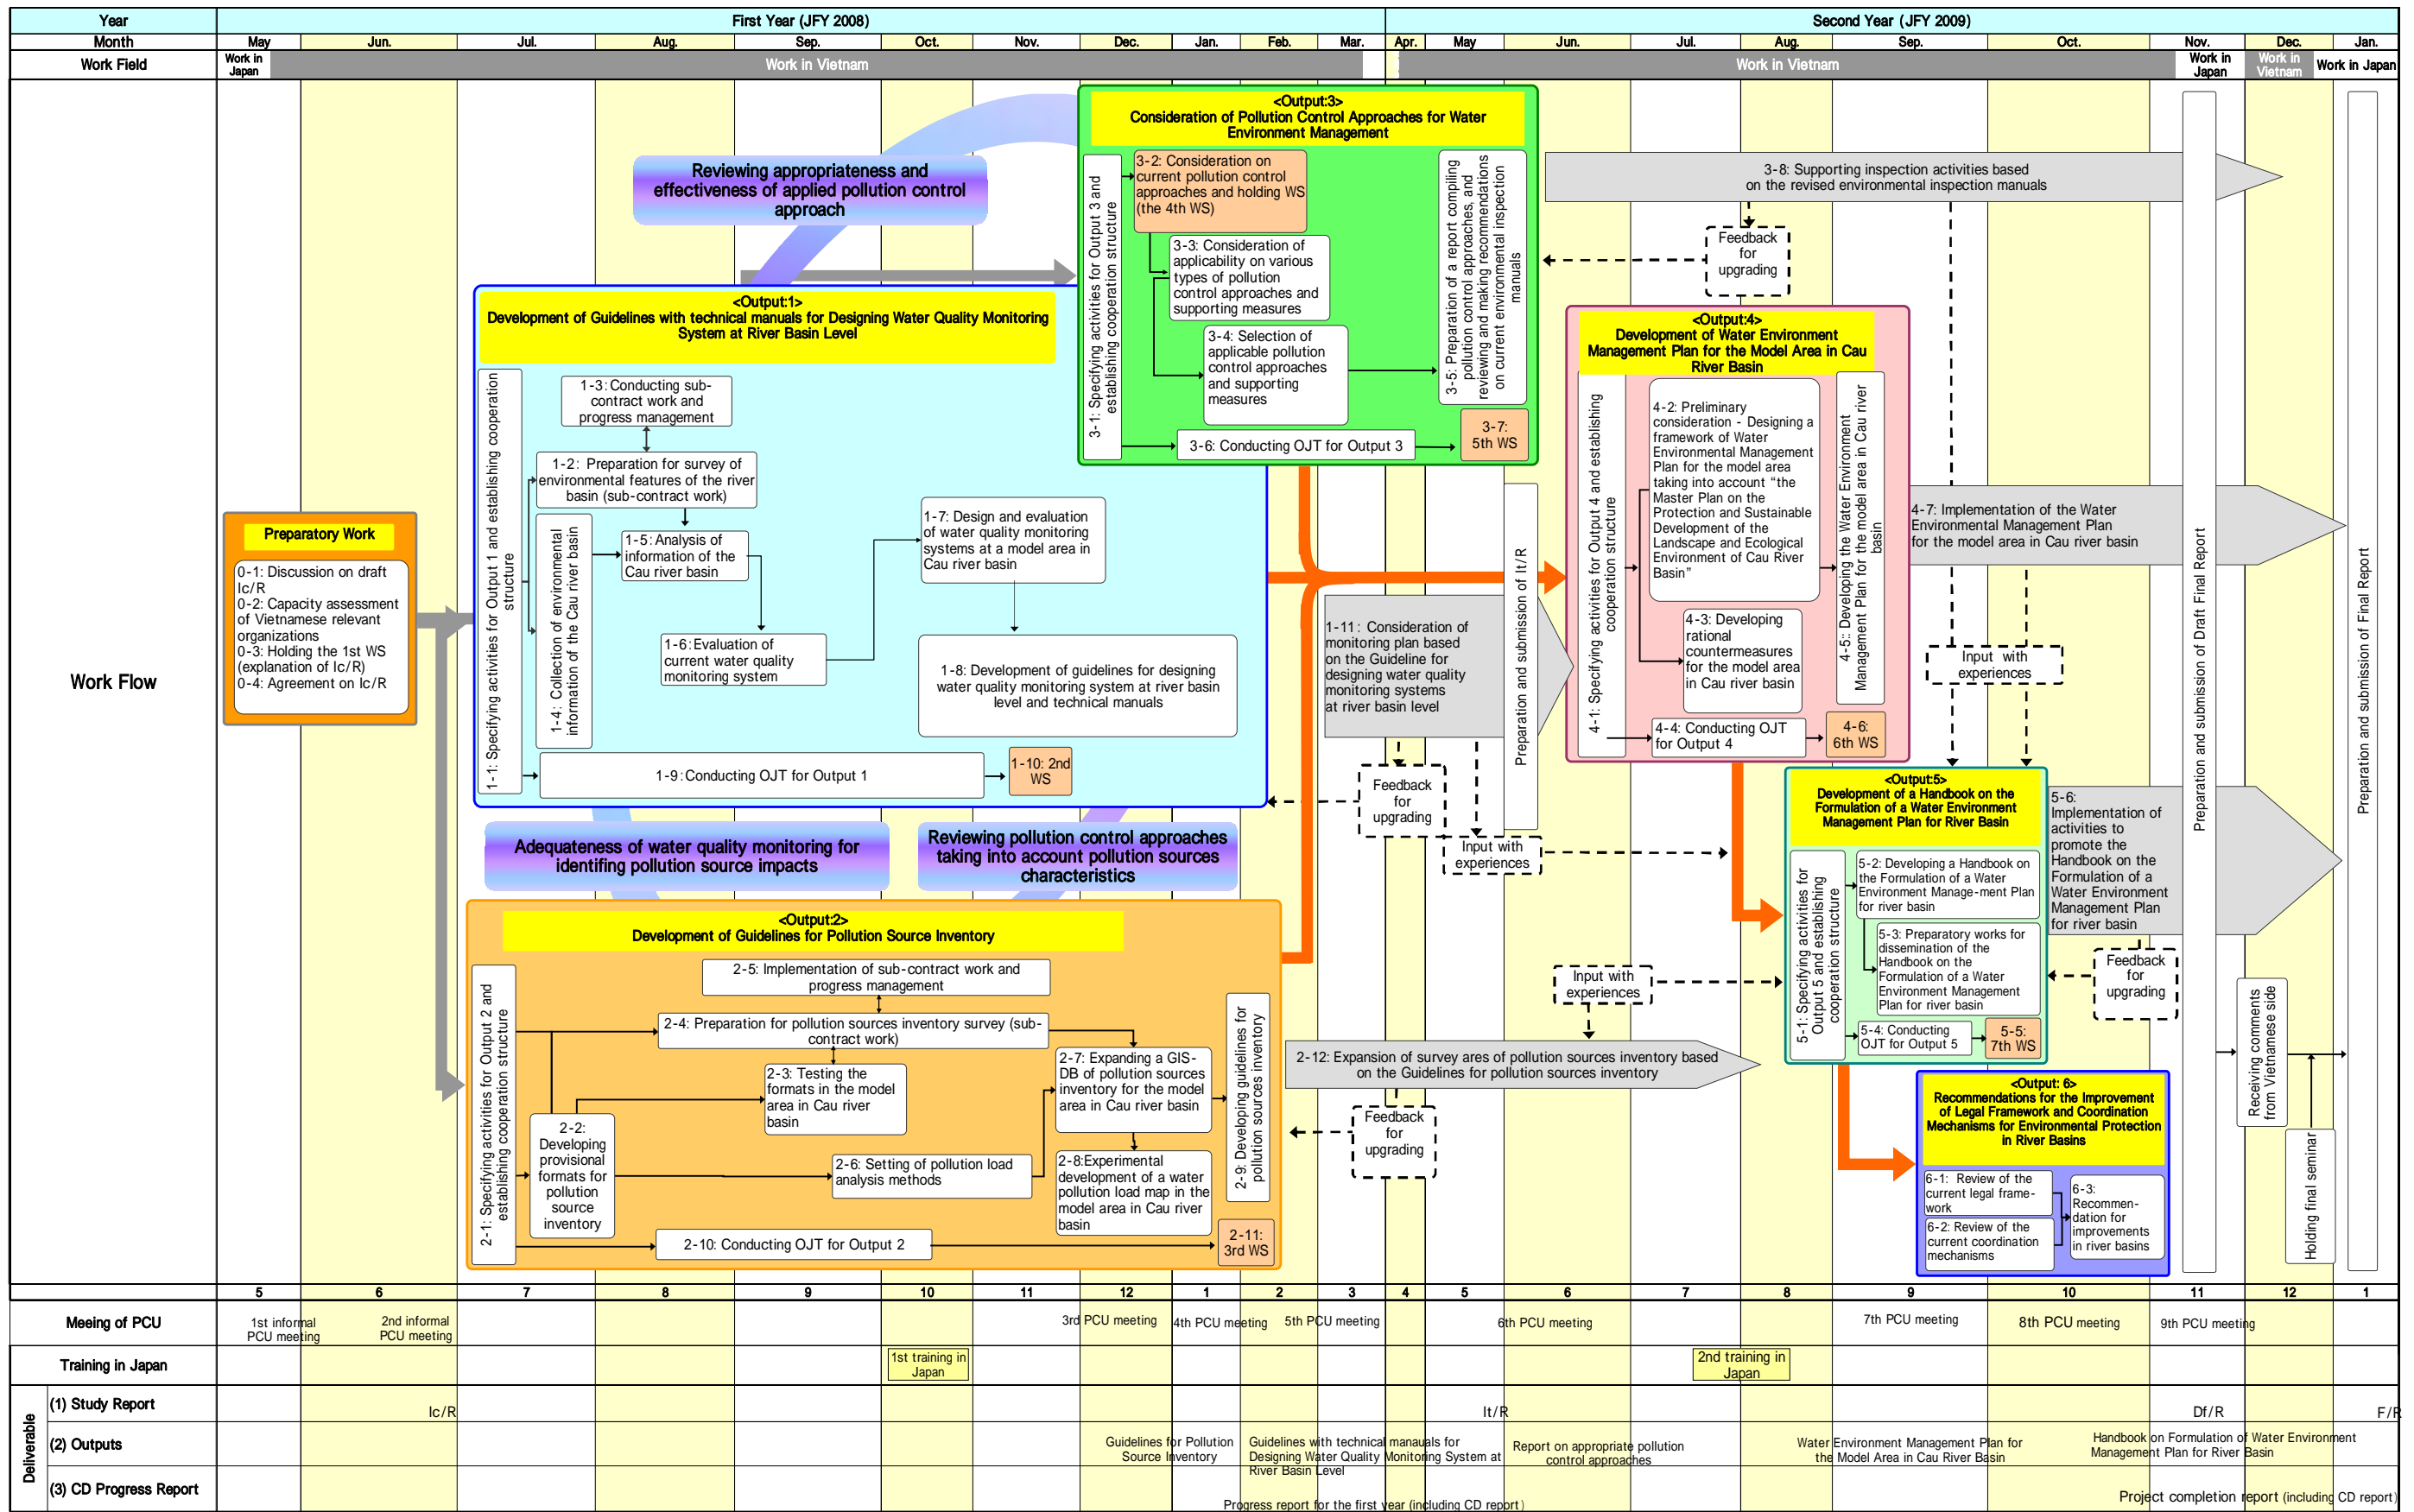 Year
First Year (JFY 2008)
Second Year (JFY 2009)
Month
May
Jun.
Jul.
Aug.
Sep.
Oct.
Nov.
Dec.
Jan.
Feb.
Mar.
Apr.
May
Jun.
Jul.
Aug.
Sep.
Oct.
Nov.
Dec.
Jan.
Work Field
Work in
Japan
Work in Vietnam
Work in Vietnam
Work in
Japan
Work in
Vietnam
Work in Japan
Work Flow
Preparatory Work
0-1: Discussion on draft
Ic/R
0-2: Capacity assessment
of Vietnamese relevant
organizations
0-3: Holding the 1st WS
(explanation of Ic/R)
0-4: Agreement on Ic/R
Reviewing appropriateness and
effectiveness of applied pollution control
approach
<Output:1>
Development of Guidelines with technical manuals for Designing Water Quality Monitoring
System at River Basin Level
1-1: Specifying activities for Output 1 and establishing cooperation
structure
1-3: Conducting sub-
contract work and
progress management
1-2: Preparation for survey of
environmental features of the river
basin (sub-contract work)
1-4: Collection of environmental
information of the Cau river basin
1-5: Analysis of
information of the
Cau river basin
1-6: Evaluation of
current water quality
monitoring system
1-7: Design and evaluation
of water quality monitoring
systems at a model area in
Cau river basin
1-8: Development of guidelines for designing
water quality monitoring system at river basin
level and technical manuals
1-9: Conducting OJT for Output 1
1-10: 2nd
WS
Adequateness of water quality monitoring for
identifing pollution source impacts
Reviewing pollution control approaches
taking into account pollution sources
characteristics
<Output:2>
Development of Guidelines for Pollution Source Inventory
2-1: Specifying activities for Output 2 and
establishing cooperation structure
2-5: Implementation of sub-contract work and
progress management
2-4: Preparation for pollution sources inventory survey (sub-
contract work)
2-3: Testing the
formats in the model
area in Cau river
basin
2-2:
Developing
provisional
formats for
pollution
source
inventory
2-6: Setting of pollution load
analysis methods
2-7: Expanding a GIS-
DB of pollution sources
inventory for the model
area in Cau river basin
2-8:Experimental
development of a water
pollution load map in the
model area in Cau river
basin
2-9: Developing guidelines for
pollution sources inventory
2-10: Conducting OJT for Output 2
2-11:
3rd WS
<Output:3>
Consideration of Pollution Control Approaches for Water
Environment Management
3-1: Specifying activities for Output 3 and
establishing cooperation structure
3-2: Consideration on
current pollution control
approaches and holding WS
(the 4th WS)
3-3: Consideration of
applicability on various
types of pollution
control approaches and
supporting measures
3-4: Selection of
applicable pollution
control approaches
and supporting
measures
3-5: Preparation of a report compiling
pollution control approaches, and
reviewing and making recommendations
on current environmental inspection
manuals
3-6: Conducting OJT for Output 3
3-7:
5th WS
3-8: Supporting inspection activities based
on the revised environmental inspection manuals
Feedback
for
upgrading
1-11: Consideration of
monitoring plan based
on the Guideline for
designing water quality
monitoring systems
at river basin level
Preparation and submission of It/R
Feedback
for
upgrading
Input with
experiences
<Output:4>
Development of Water Environment
Management Plan for the Model Area in Cau
River Basin
4-1: Specifying activities for Output 4 and establishing
cooperation structure
4-2: Preliminary
consideration - Designing a
framework of Water
Environmental Management
Plan for the model area
taking into account “the
Master Plan on the
Protection and Sustainable
Development of the
Landscape and Ecological
Environment of Cau River
Basin”
4-3: Developing
rational
countermeasures
for the model area
in Cau river basin
4-4: Conducting OJT
for Output 4
4-5:: Developing the Water Environment
Management Plan for the model area in Cau river
basin
4-6:
6th WS
4-7: Implementation of the Water
Environmental Management Plan
for the model area in Cau river basin
Input with
experiences
<Output:5>
Development of a Handbook on the
Formulation of a Water Environment
Management Plan for River Basin
5-1: Specifying activities for
Output 5 and establishing
cooperation structure
5-2: Developing a Handbook on
the Formulation of a Water
Environment Manage-ment Plan
for river basin
5-3: Preparatory works for
dissemination of the
Handbook on the
Formulation of a Water
Environment Management
Plan for river basin
5-4: Conducting
OJT for Output 5
5-5:
7th WS
5-6:
Implementation of
activities to
promote the
Handbook on the
Formulation of a
Water Environment
Management Plan
for river basin
Feedback
for
upgrading
Input with
experiences
2-12: Expansion of survey ares of pollution sources inventory based
on the Guidelines for pollution sources inventory
Feedback
for
upgrading
<Output: 6>
Recommendations for the Improvement
of Legal Framework and Coordination
Mechanisms for Environmental Protection
in River Basins
6-1: Review of the
current legal frame-
work
6-2: Review of the
current coordination
mechanisms
6-3:
Recommen-
dation for
improvements
in river basins
Preparation and submission of Draft Final Report
Receiving comments
from Vietnamese side
Holding final seminar
Preparation and submission of Final Report
5
6
7
8
9
10
11
12
1
2
3
4
5
6
7
8
9
10
11
12
1
Meeing of PCU
1st informal
PCU meeting
2nd informal
PCU meeting
3rd PCU meeting
4th PCU meeting
5th PCU meeting
6th PCU meeting
7th PCU meeting
8th PCU meeting
9th PCU meeting
Training in Japan
1st training in
Japan
2nd training in
Japan
Deliverable
(1) Study Report
Ic/R
It/R
Df/R
F/R
(2) Outputs
Guidelines for Pollution
Source Inventory
Guidelines with technical manauals for
Designing Water Quality Monitoring System at
River Basin Level
Report on appropriate pollution
control approaches
Water Environment Management Plan for
the Model Area in Cau River Basin
Handbook on Formulation of Water Environment
Management Plan for River Basin
(3) CD Progress Report
Progress report for the first year (including CD report)
Project completion report (including CD report)